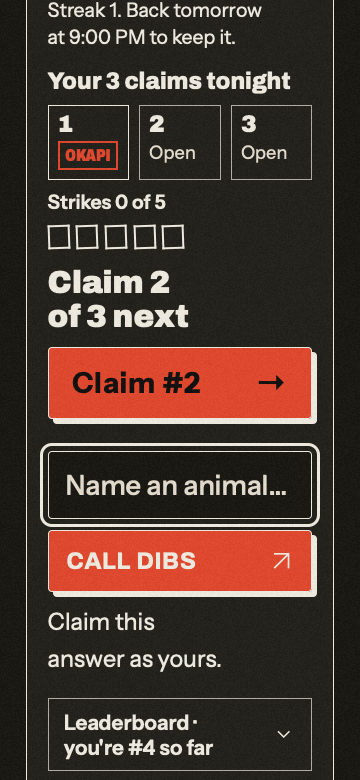 Streak 1. Back tomorrow
at 9:00 PM to keep it.
Your 3 claims tonight
1
OKAPI
2
Open
3
Open
Strikes 0 of 5
Claim 2
of 3 next
Claim #2 →
Name an animal...
CALL DIBS
Claim this
answer as yours.
Leaderboard ·
you're #4 so far